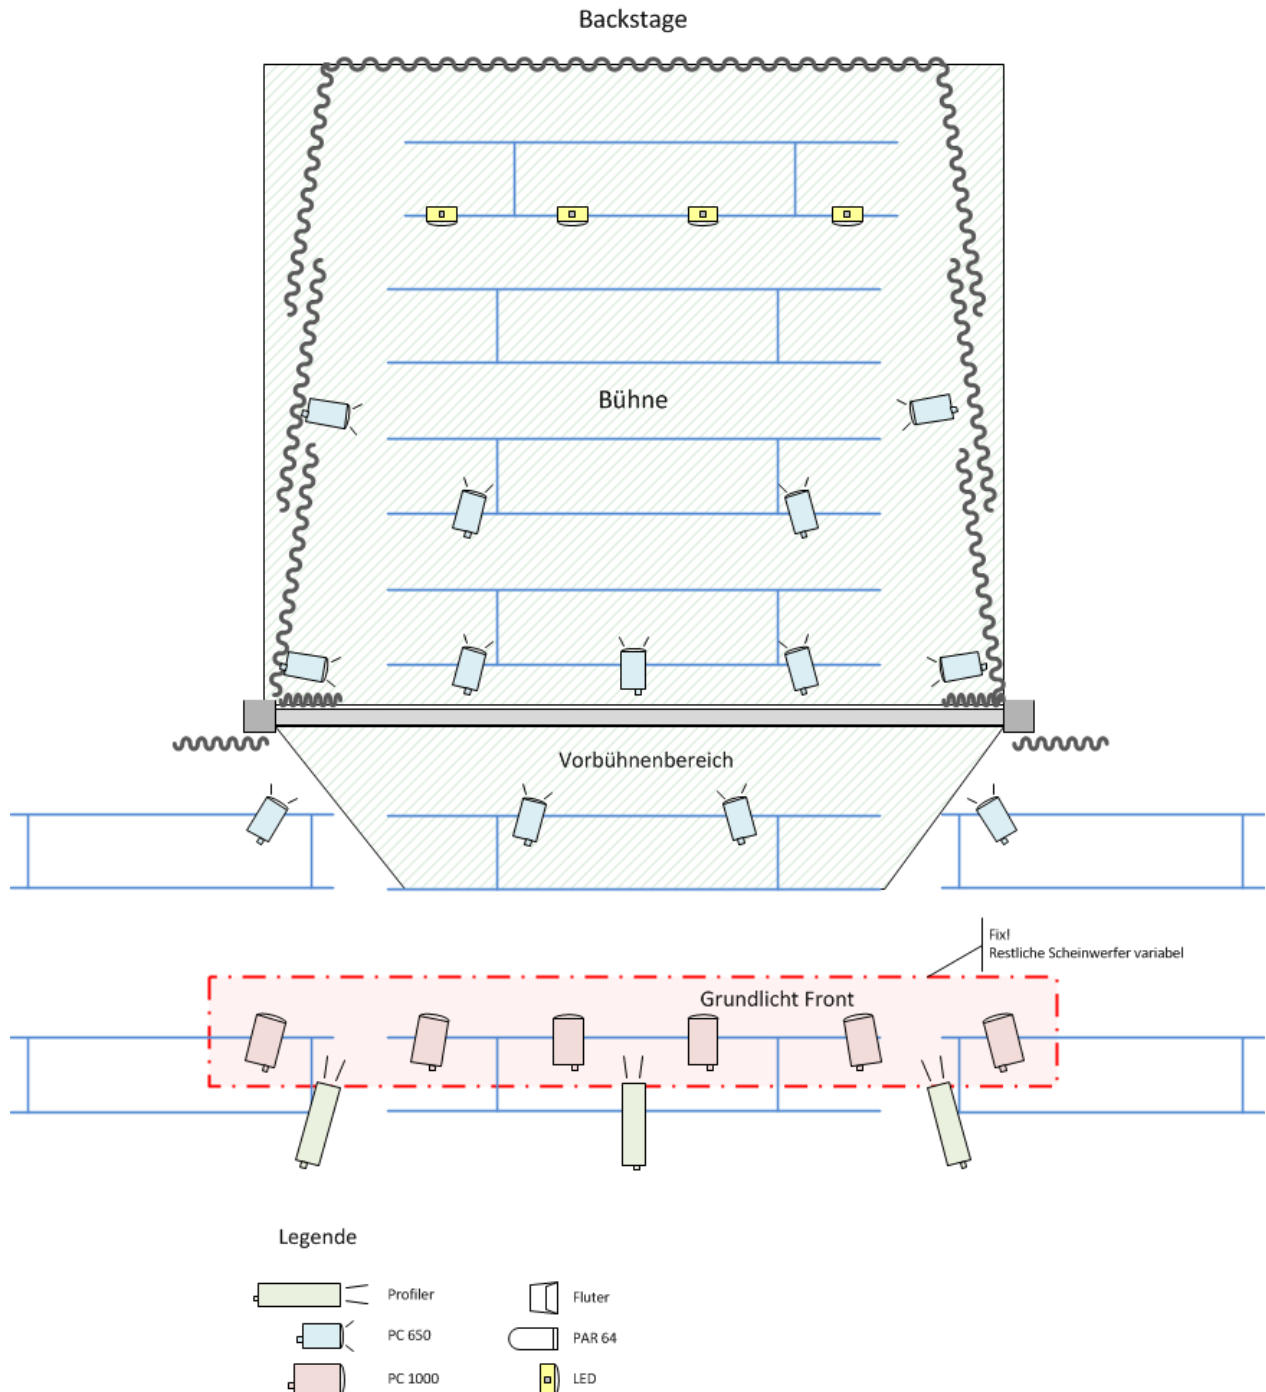 Backstage
Bühne
Vorbühnenbereich
Fix!
Restliche Scheinwerfer variabel
Grundlicht Front
Legende
Profiler
Fluter
PC 650
PAR 64
PC 1000
LED